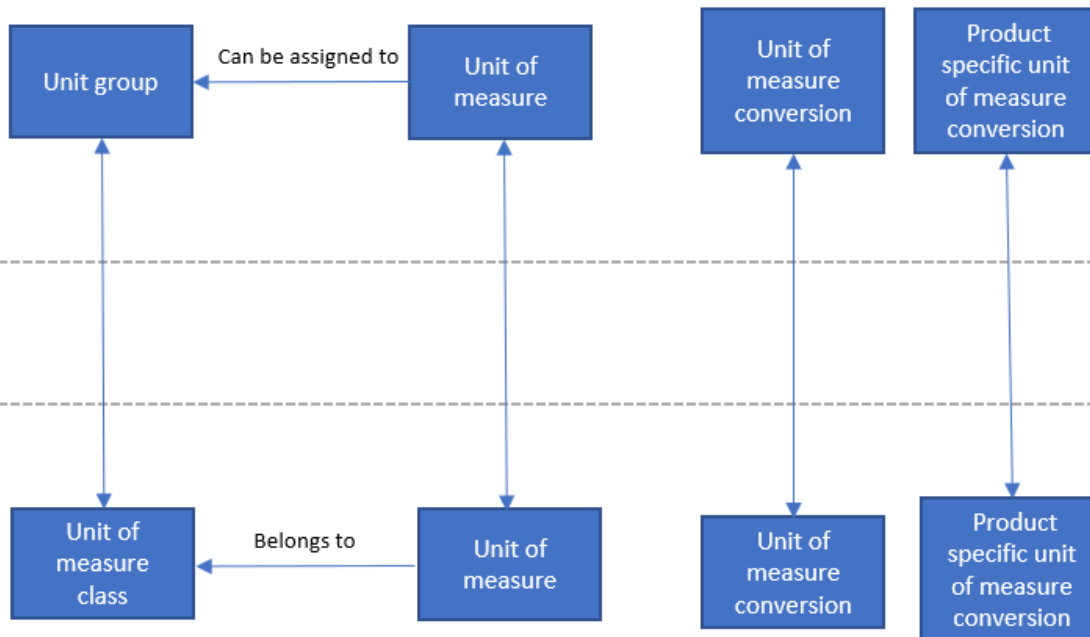 Unit group
Can be assigned to
Unit of
measure
Unit of
measure
conversion
Product
specific unit
of measure
conversion
Unit of
measure
class
Belongs to
Unit of
measure
Unit of
measure
conversion
Product
specific unit
of measure
conversion